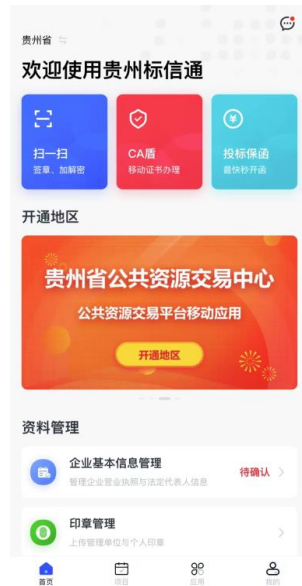 贵州省
欢迎使用贵州标信通
扫一扫
签章、加解密
CA盾
移动证书办理
投标保函
最快秒开函
开通地区
贵州省公共资源交易中心
公共资源交易平台移动应用
开通地区
资料管理
企业基本信息管理
管理企业营业执照与法定代表人信息
待确认
印章管理
上传管理单位与个人印章
首页
项目
应用
我的